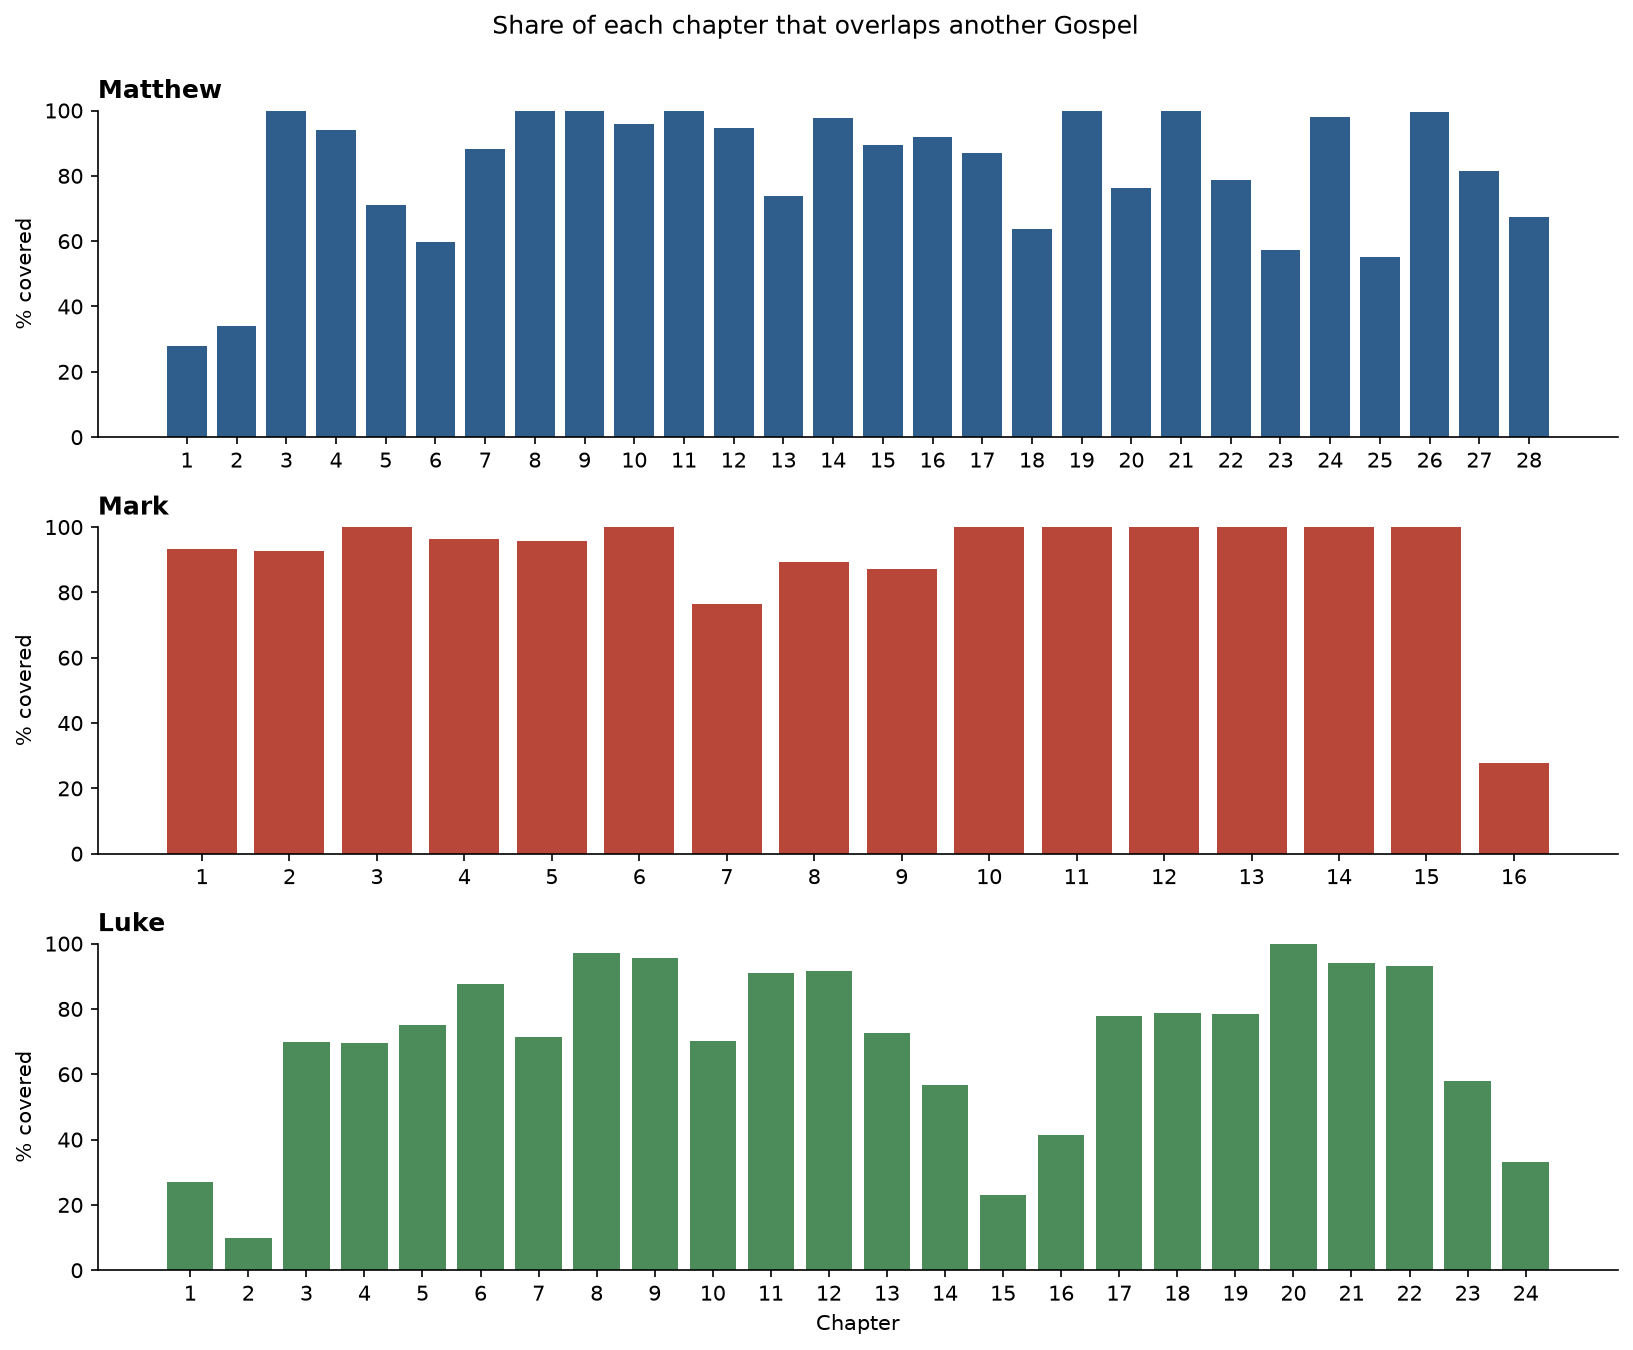 Share of each chapter that overlaps another Gospel
Matthew
% covered
100
80
60
40
20
0
1 2 3 4 5 6 7 8 9 10 11 12 13 14 15 16 17 18 19 20 21 22 23 24 25 26 27 28
Mark
% covered
100
80
60
40
20
0
1 2 3 4 5 6 7 8 9 10 11 12 13 14 15 16
Luke
% covered
100
80
60
40
20
0
1 2 3 4 5 6 7 8 9 10 11 12 13 14 15 16 17 18 19 20 21 22 23 24
Chapter